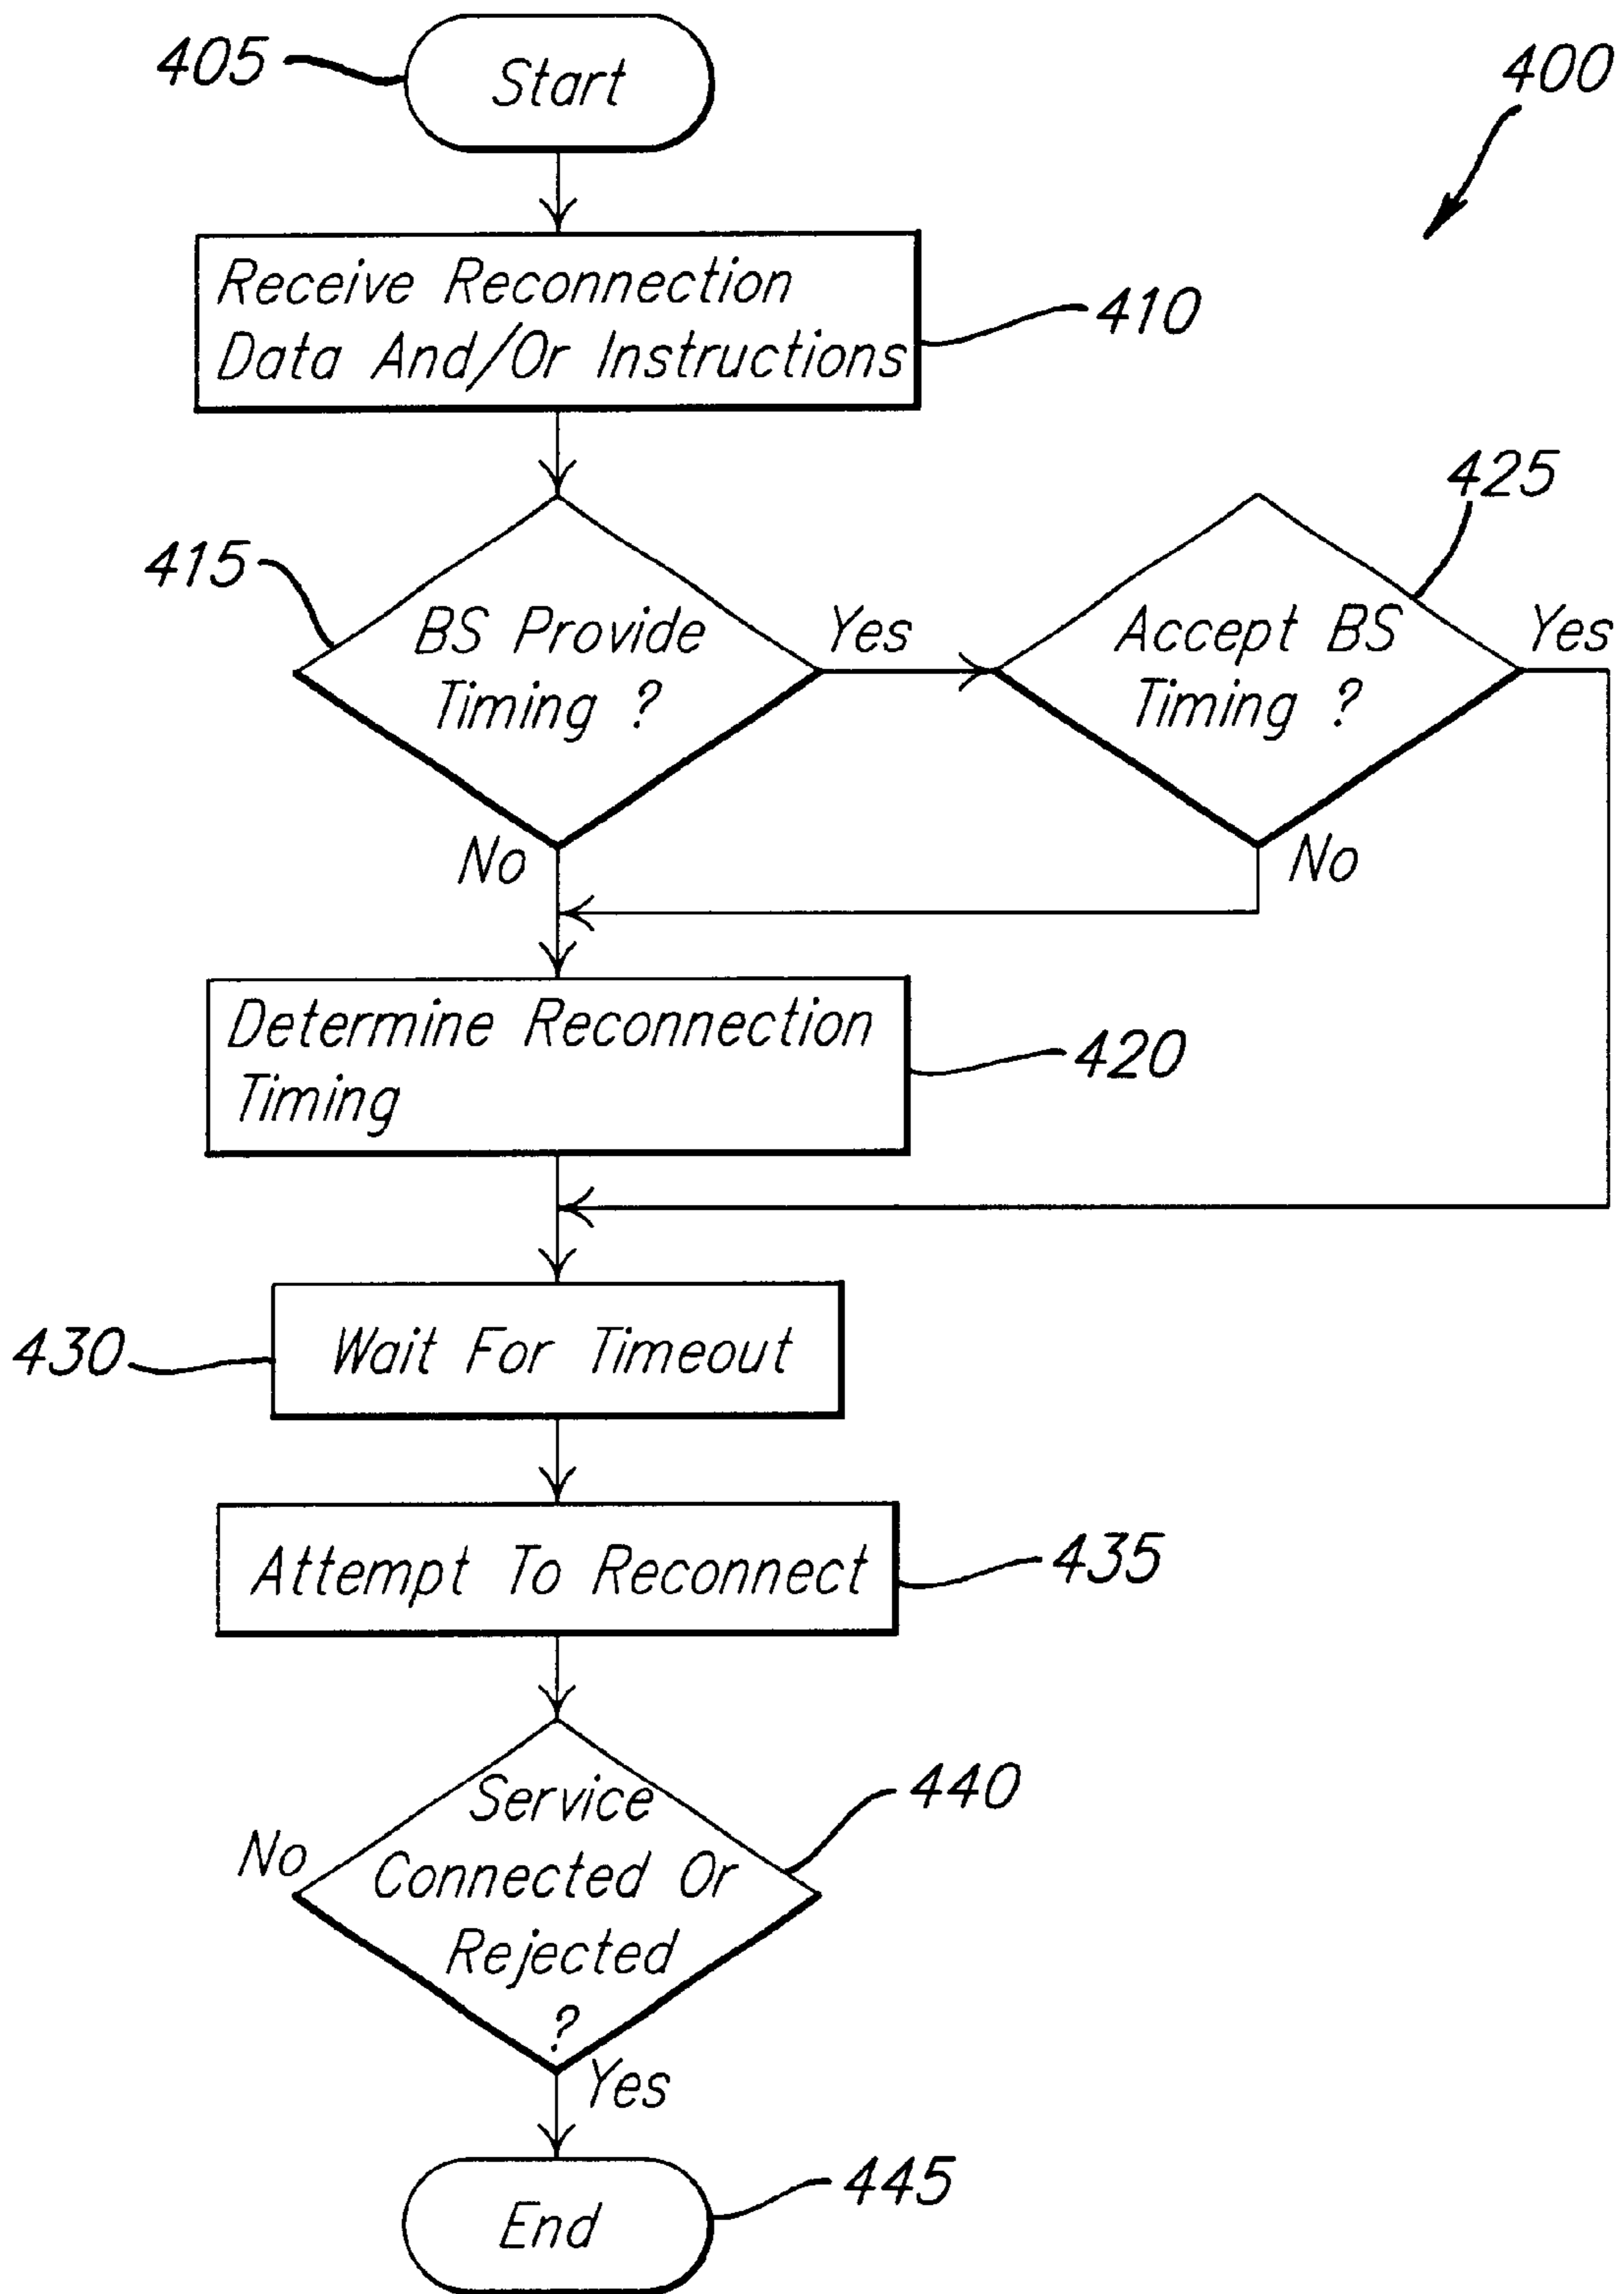 405
Start
400
Receive Reconnection
Data And/Or Instructions
410
415
BS Provide
Timing ?
Yes
No
425
Accept BS
Timing ?
Yes
No
Determine Reconnection
Timing
420
430
Wait For Timeout
Attempt To Reconnect
435
Service
Connected Or
Rejected
?
440
No
Yes
End
445